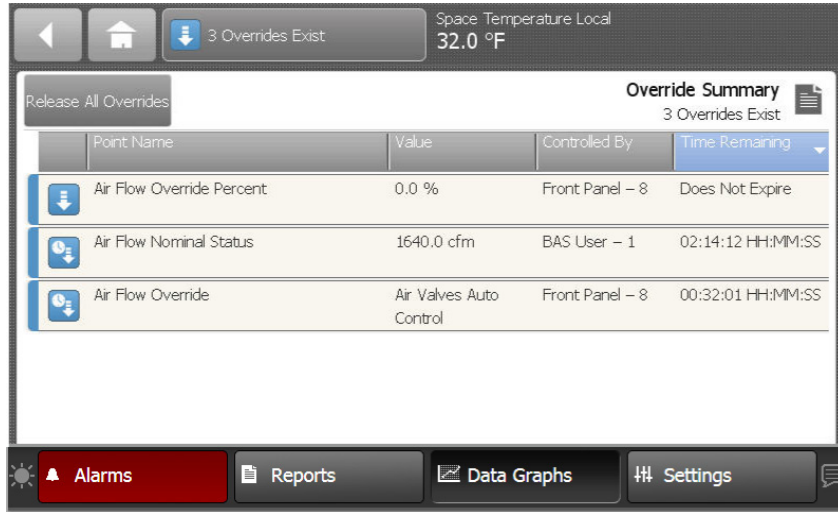 3 Overrides Exist
Space Temperature Local
32.0 °F
Release All Overrides
Override Summary
3 Overrides Exist
Point Name Value Controlled By Time Remaining
Air Flow Override Percent 0.0 % Front Panel – 8 Does Not Expire
Air Flow Nominal Status 1640.0 cfm BAS User – 1 02:14:12 HH:MM:SS
Air Flow Override Air Valves Auto Front Panel – 8 00:32:01 HH:MM:SS
Control
Alarms Reports Data Graphs Settings